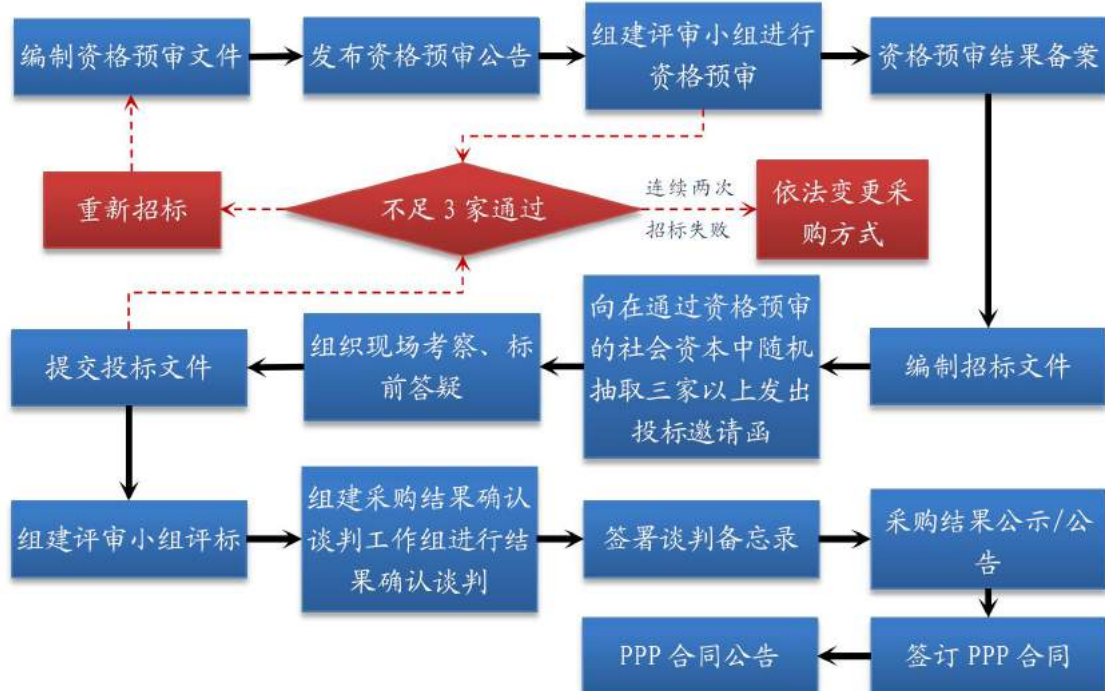 编制资格预审文件
发布资格预审公告
组建评审小组进行
资格预审
资格预审结果备案
重新招标
不足 3 家通过
连续两次
招标失败
依法变更采
购方式
提交投标文件
组织现场考察、标
前答疑
向在通过资格预审
的社会资本中随机
抽取三家以上发出
投标邀请函
编制招标文件
组建评审小组评标
组建采购结果确认
谈判工作组进行结
果确认谈判
签署谈判备忘录
采购结果公示/公
告
PPP 合同公告
签订 PPP 合同